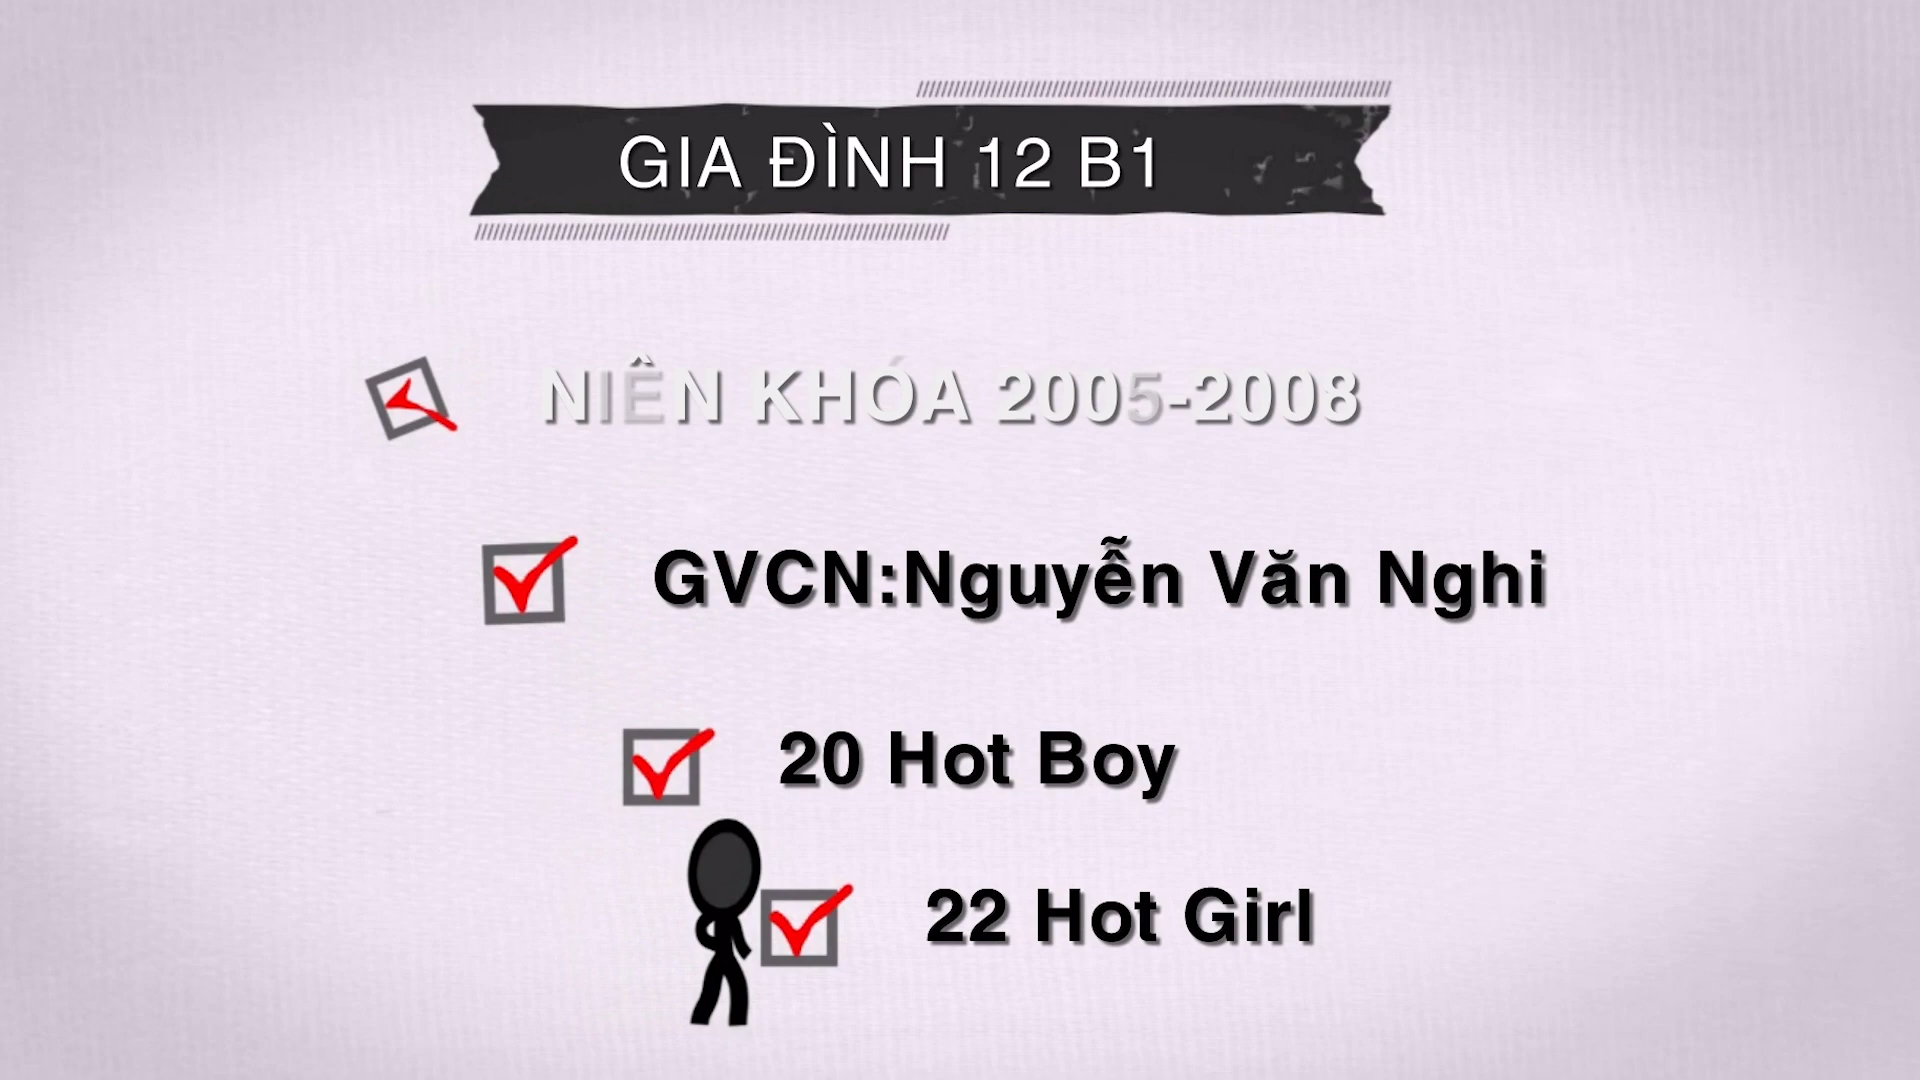 GIA ĐÌNH 12 B1
NIÊN KHÓA 2005-2008
GVCN:Nguyễn Văn Nghi
20 Hot Boy
22 Hot Girl